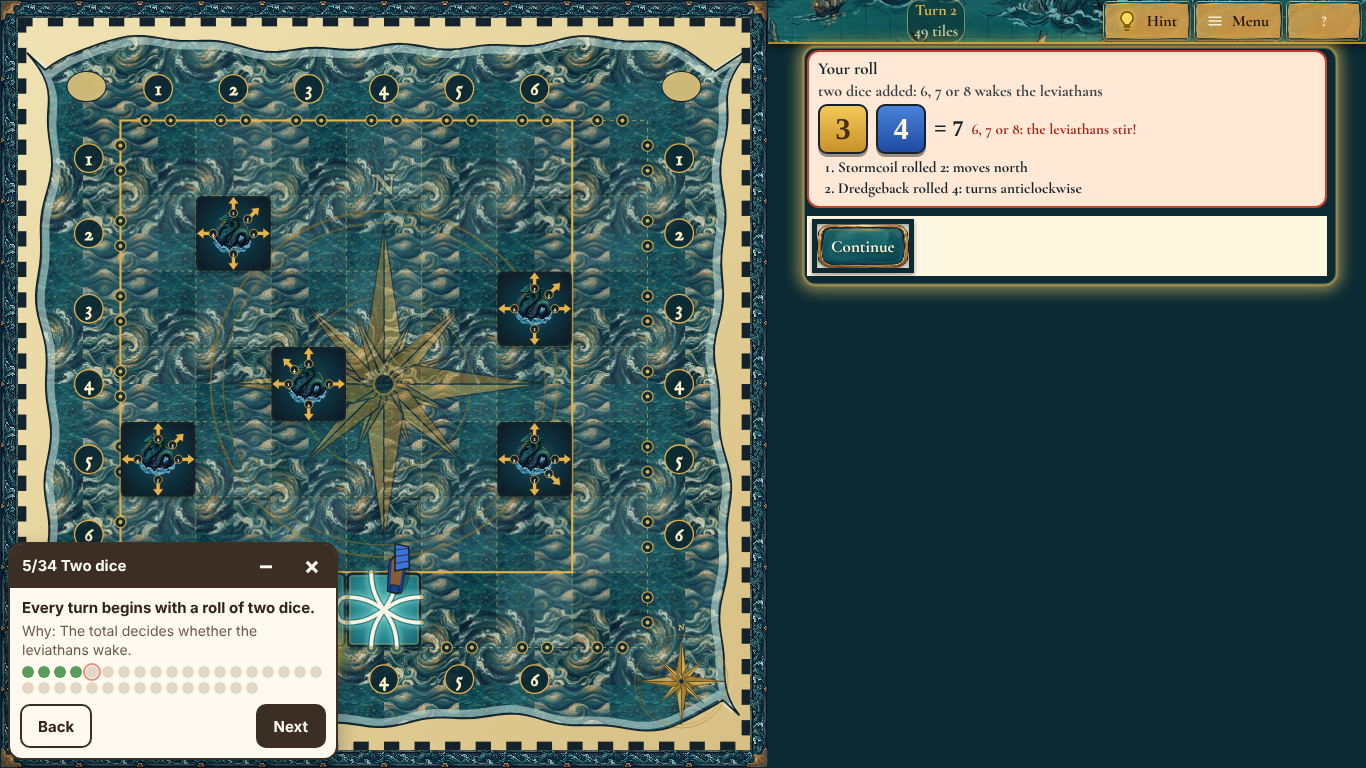 Turn 2
49 tiles
Hint
Menu
?
Your roll
two dice added: 6, 7 or 8 wakes the leviathans
3 4 = 7 6, 7 or 8: the leviathans stir!
1. Stormcoil rolled 2: moves north
2. Dredgeback rolled 4: turns anticlockwise
Continue
1 2 3 4 5 6
N
1 1
2 2
3 3
4 4
5 5
6 6
N
4 5 6
5/34 Two dice
Every turn begins with a roll of two dice.
Why: The total decides whether the
leviathans wake.
Back
Next